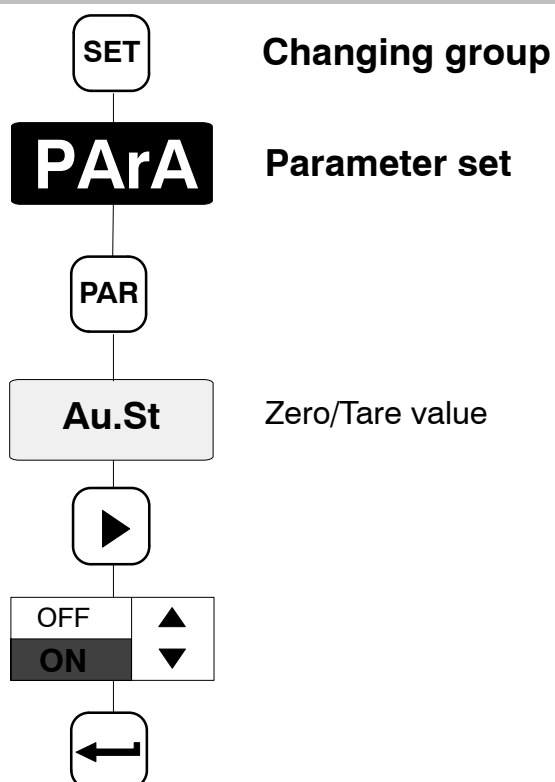 SET Changing group
PArA Parameter set
PAR
Au.St Zero/Tare value
OFF
ON